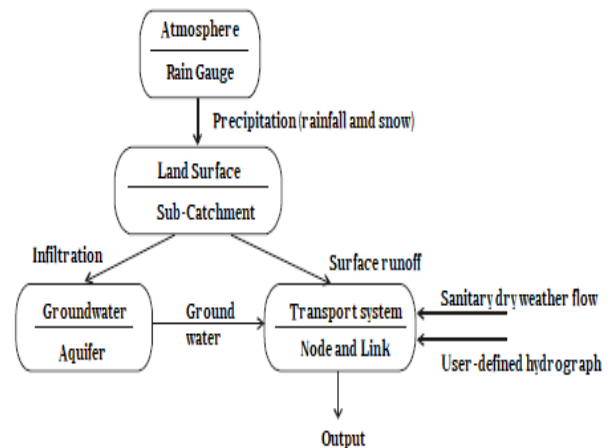 Atmosphere
Rain Gauge
Precipitation (rainfall amd snow)
Land Surface
Sub-Catchment
Infiltration
Surface runoff
Groundwater
Aquifer
Ground
water
Transport system
Node and Link
Sanitary dry weather flow
User-defined hydrograph
Output